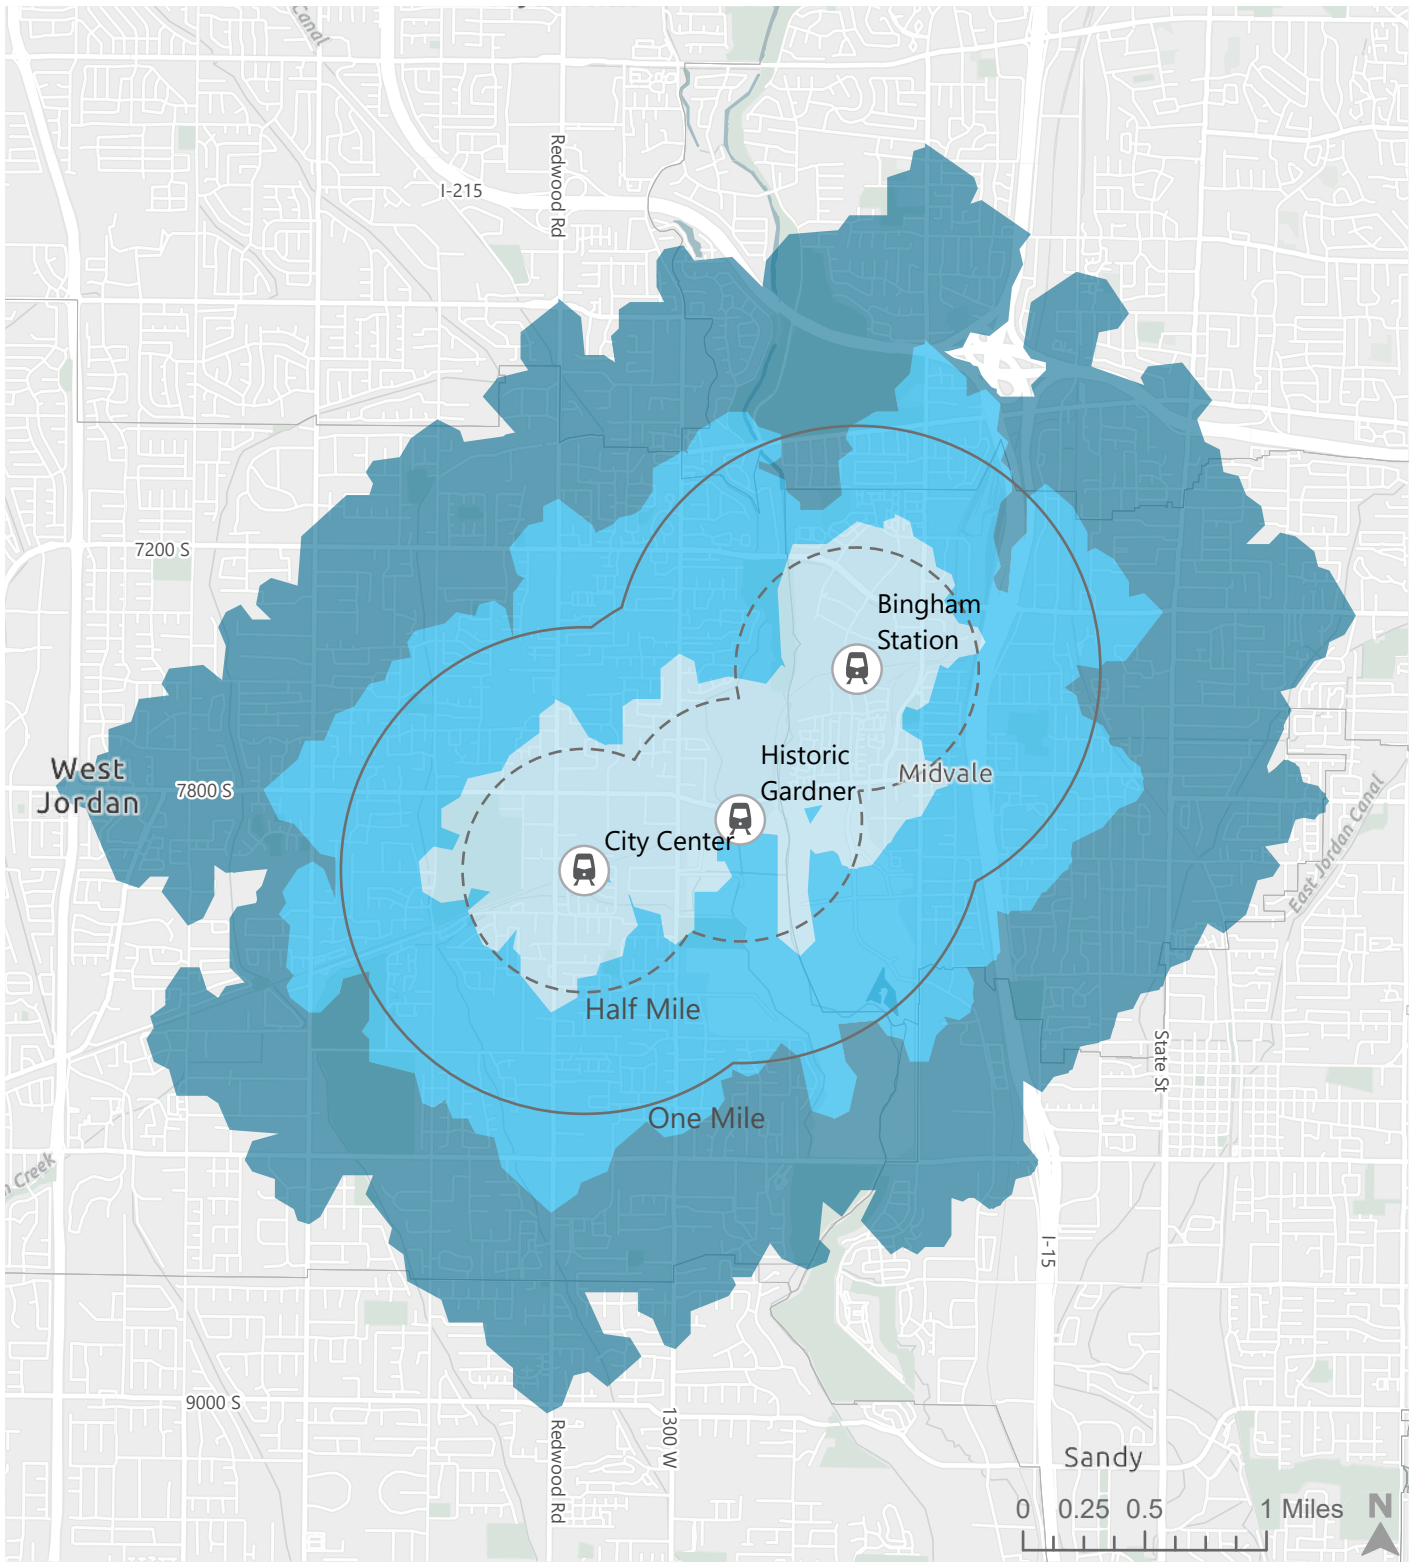 Canal
Redwood Rd
I-215
7200 S
Bingham
Station
West
Jordan
7800 S
Historic
Gardner
Midvale
City Center
East Jordan Canal
Half Mile
State St
One Mile
Creek
I-15
9000 S
Redwood Rd
1300 W
Sandy
0 0.25 0.5 1 Miles
N